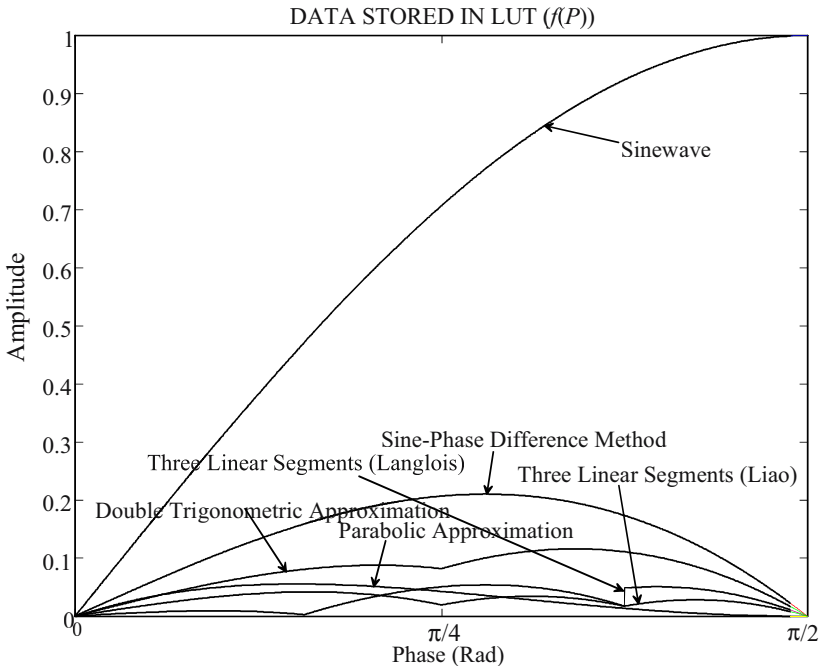 DATA STORED IN LUT (f(P))
1
0.9
0.8
0.7
0.6
0.5
0.4
0.3
0.2
0.1
0
Amplitude
Sinewave
Sine-Phase Difference Method
Three Linear Segments (Langlois)
Three Linear Segments (Liao)
Double Trigonometric Approximation
Parabolic Approximation
0
π/4
π/2
Phase (Rad)